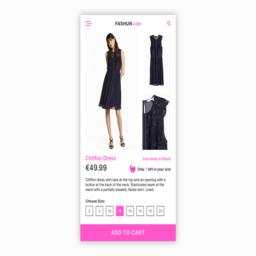 FASHUN
Chiffon Dress
Currently in Stock
€49.99
Only 1 left in your size
Chiffon dress with lace at the top and an opening with a
button at the back of the neck. Elasticated seam at the
waist with a partially pleated, flared skirt. Lined.
Choose Size:
ADD TO CART